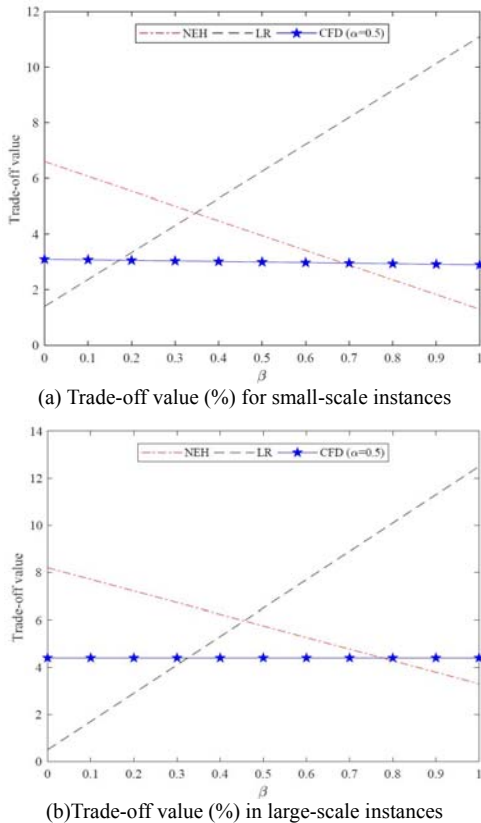 12
NEH LR CFD (α=0.5)
10
8
6
4
2
0
Trade-off value
0 0.1 0.2 0.3 0.4 0.5 0.6 0.7 0.8 0.9 1
β
(a) Trade-off value (%) for small-scale instances
14
NEH LR CFD (α=0.5)
12
10
8
6
4
2
0
Trade-off value
0 0.1 0.2 0.3 0.4 0.5 0.6 0.7 0.8 0.9 1
β
(b)Trade-off value (%) in large-scale instances